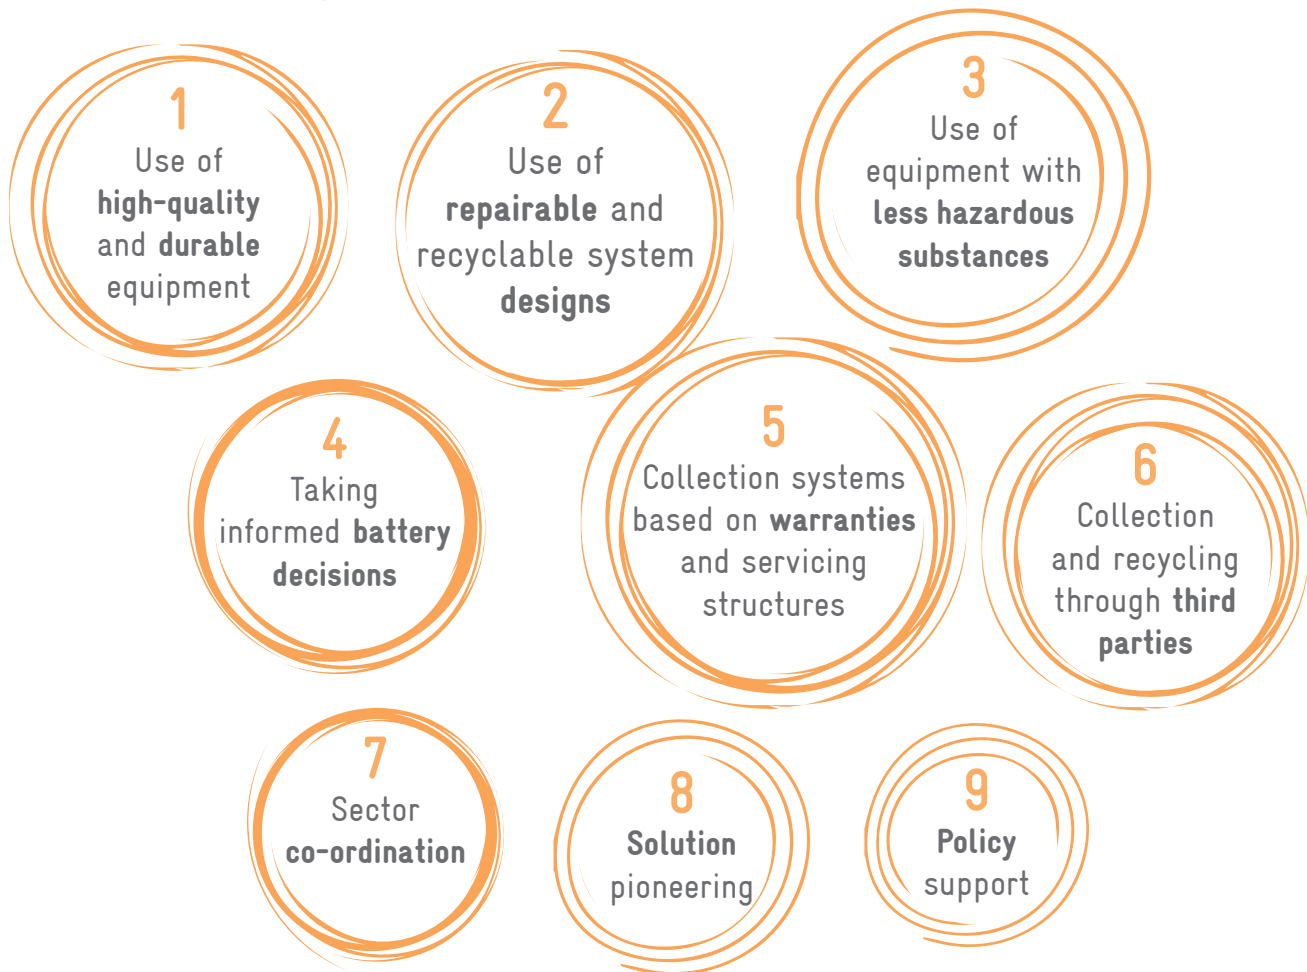 1
Use of
high-quality
and durable
equipment
2
Use of
repairable and
recyclable system
designs
3
Use of
equipment with
less hazardous
substances
4
Taking
informed battery
decisions
5
Collection systems
based on warranties
and servicing
structures
6
Collection
and recycling
through third
parties
7
Sector
co-ordination
8
Solution
pioneering
9
Policy
support